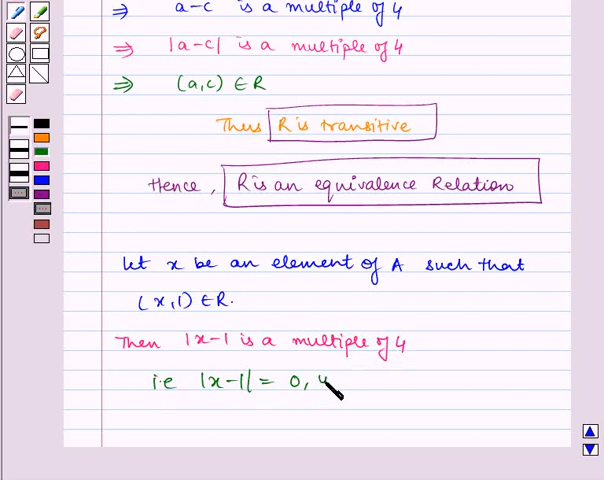 ⇒ a-c is a multiple of 4
⇒ |a-c| is a multiple of 4
⇒ (a,c) ∈ R
Thus R is transitive
Hence, R is an equivalence Relation
Let x be an element of A such that
(x,1) ∈ R.
Then |x-1 is a multiple of 4
i.e |x-1| = 0, 4